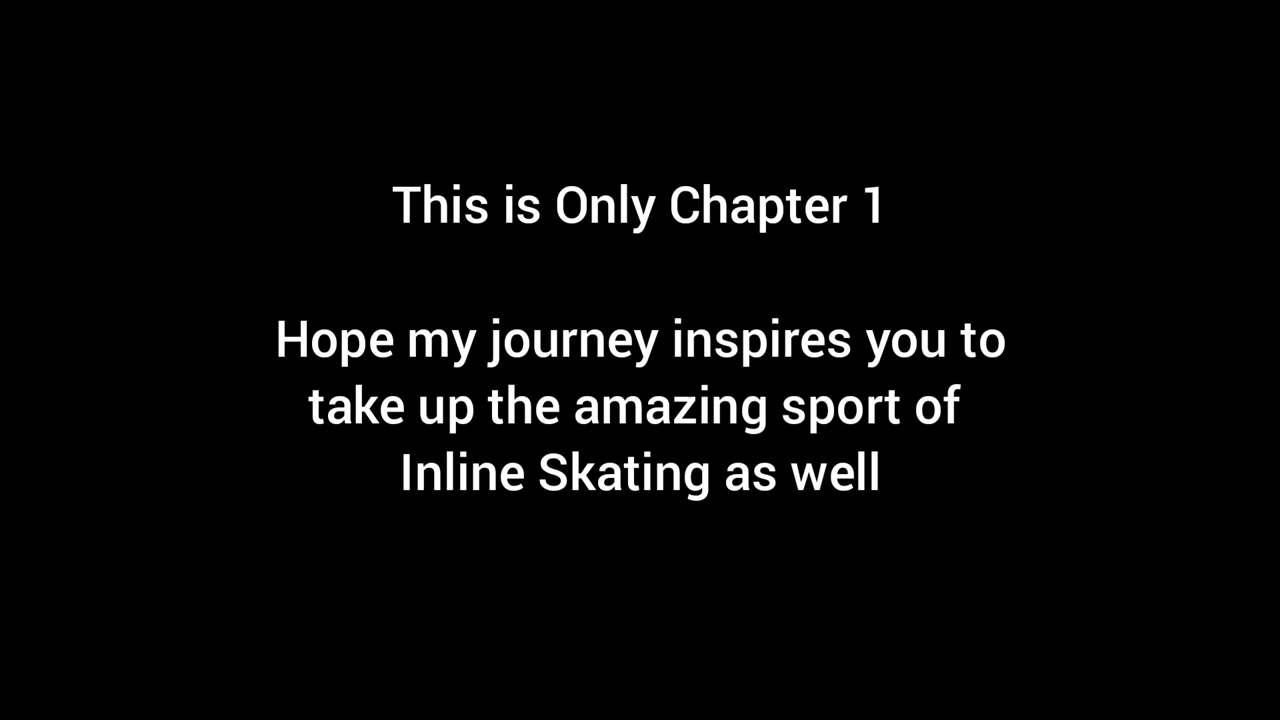 This is Only Chapter 1
Hope my journey inspires you to
take up the amazing sport of
Inline Skating as well